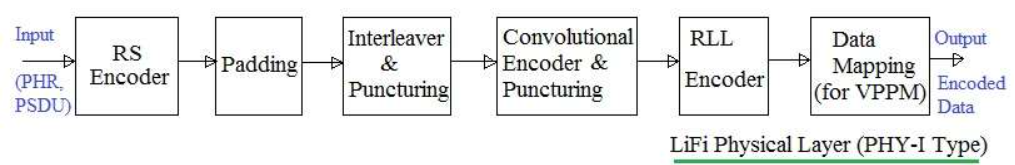 Input
(PHR,
PSDU)
RS
Encoder
Padding
Interleaver
&
Puncturing
Convolutional
Encoder &
Puncturing
RLL
Encoder
Data
Mapping
(for VPPM)
Output
Encoded
Data
LiFi Physical Layer (PHY-I Type)